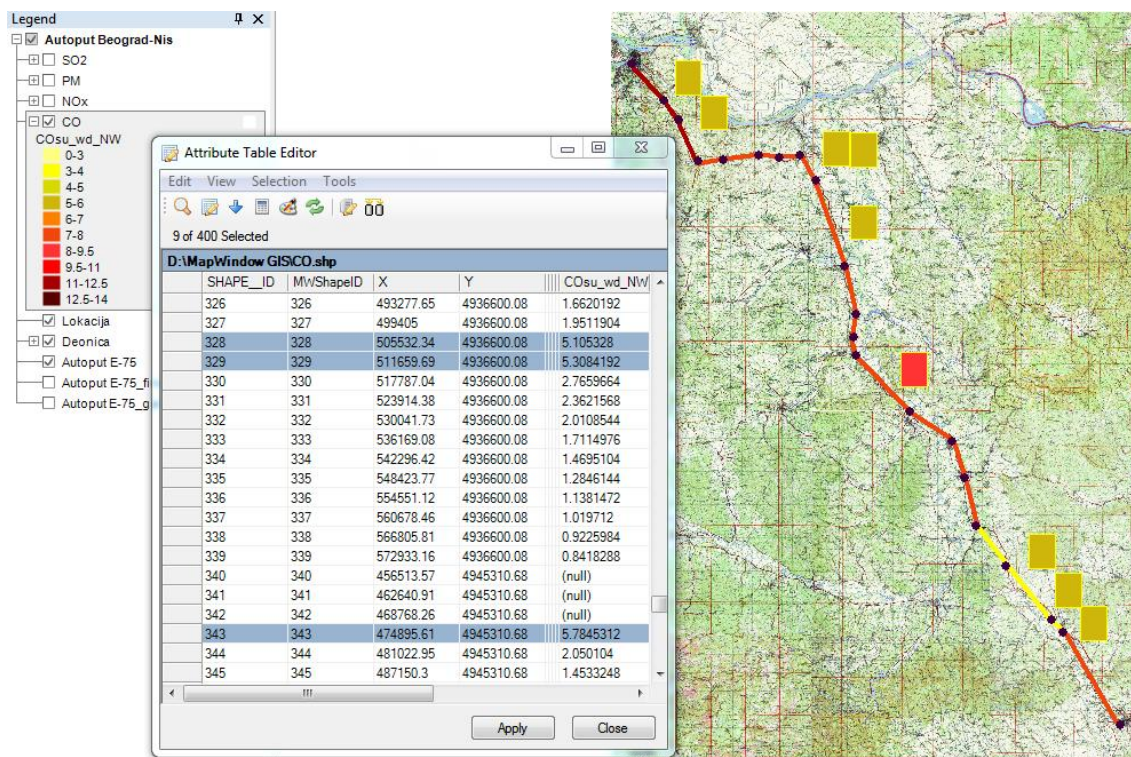 Legend
Autoput Beograd-Nis
SO2
PM
NOx
CO
COsu_wd_NW
0-3
3-4
4-5
5-6
6-7
7-8
8-9.5
9.5-11
11-12.5
12.5-14
Lokacija
Deonica
Autoput E-75
Autoput E-75_fi
Autoput E-75_g
Attribute Table Editor
Edit View Selection Tools
9 of 400 Selected
D:\MapWindow GIS\CO.shp
SHAPE__ID MWShapeID X Y COsu_wd_NW
326 326 493277.65 4936600.08 1.6620192
327 327 499405 4936600.08 1.9511904
328 328 505532.34 4936600.08 5.105328
329 329 511659.69 4936600.08 5.3084192
330 330 517787.04 4936600.08 2.7659664
331 331 523914.38 4936600.08 2.3621568
332 332 530041.73 4936600.08 2.0108544
333 333 536169.08 4936600.08 1.7114976
334 334 542296.42 4936600.08 1.4695104
335 335 548423.77 4936600.08 1.2846144
336 336 554551.12 4936600.08 1.1381472
337 337 560678.46 4936600.08 1.019712
338 338 566805.81 4936600.08 0.9225984
339 339 572933.16 4936600.08 0.8418288
340 340 456513.57 4945310.68 (null)
341 341 462640.91 4945310.68 (null)
342 342 468768.26 4945310.68 (null)
343 343 474895.61 4945310.68 5.7845312
344 344 481022.95 4945310.68 2.050104
345 345 487150.3 4945310.68 1.4533248
Apply Close